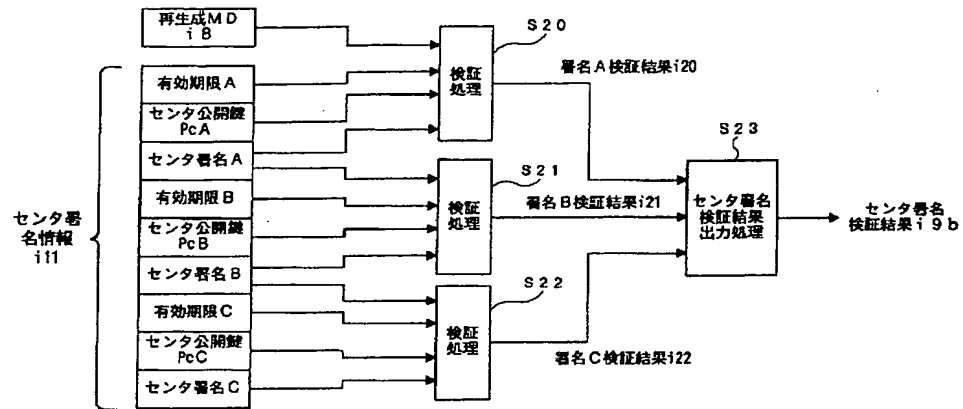 再生成MD
i8
有効期限A
センタ公開鍵
PcA
センタ署名A
有効期限B
センタ公開鍵
PcB
センタ署名B
有効期限C
センタ公開鍵
PcC
センタ署名C
センタ署
名情報
i11
検証
処理
S20
署名A検証結果i20
検証
処理
S21
署名B検証結果i21
検証
処理
S22
署名C検証結果i22
S23
センタ署名
検証結果
出力処理
センタ署名
検証結果i9b